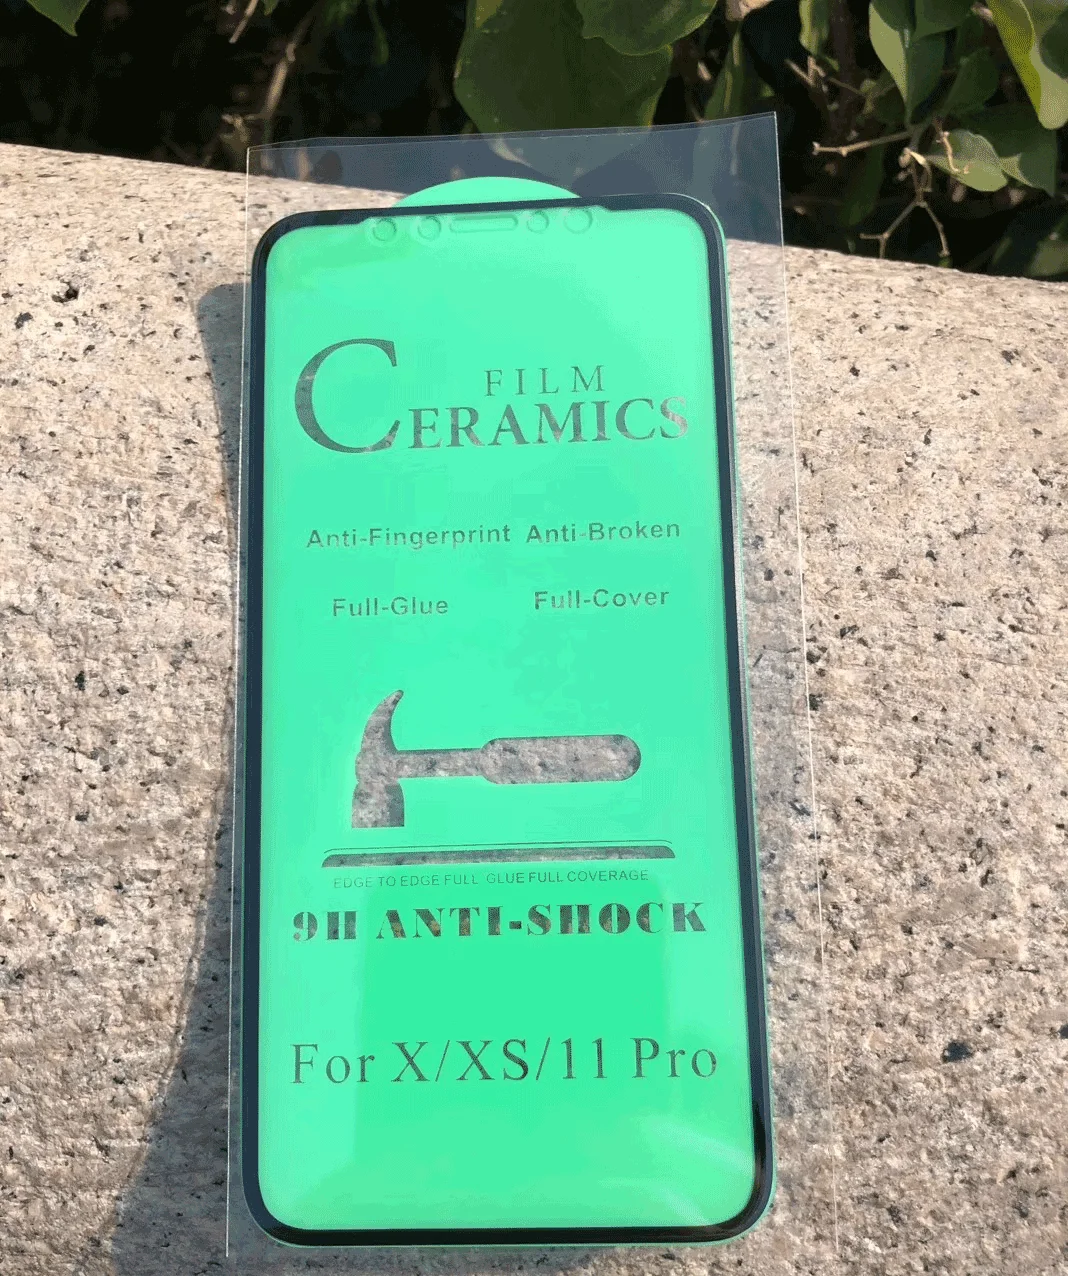 FILM
CERAMICS
Anti-Fingerprint Anti-Broken
Full-Glue Full-Cover
EDGE TO EDGE FULL GLUE FULL COVERAGE
9H ANTI-SHOCK
For X/XS/11 Pro